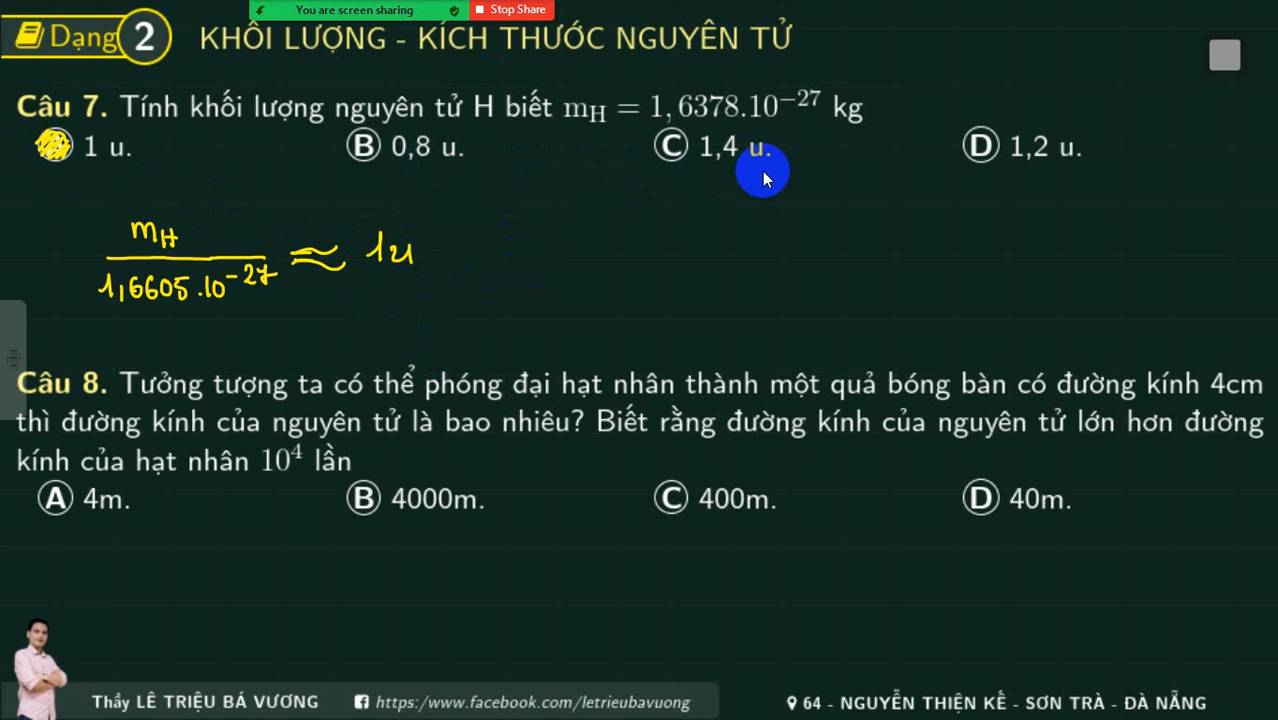 You are screen sharing
Stop Share
Dạng 2 KHỐI LƯỢNG - KÍCH THƯỚC NGUYÊN TỬ
Câu 7. Tính khối lượng nguyên tử H biết m_H = 1,6378.10^{-27} kg
A 1 u. B 0,8 u. C 1,4 u. D 1,2 u.
m_H / 1,6605.10^{-27} ≈ 1u
Câu 8. Tưởng tượng ta có thể phóng đại hạt nhân thành một quả bóng bàn có đường kính 4cm
thì đường kính của nguyên tử là bao nhiêu? Biết rằng đường kính của nguyên tử lớn hơn đường
kính của hạt nhân 10^4 lần
A 4m. B 4000m. C 400m. D 40m.
Thầy LÊ TRIỆU BÁ VƯƠNG https://www.facebook.com/letrieubavuong 64 - NGUYỄN THIỆN KẾ - SƠN TRÀ - ĐÀ NẴNG